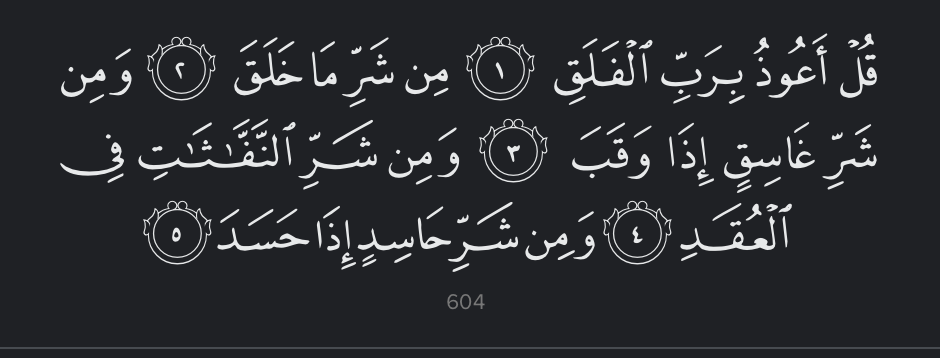 قُلْ أَعُوذُ بِرَبِّ ٱلْفَلَقِ ١ مِن شَرِّ مَا خَلَقَ ٢ وَمِن
شَرِّ غَاسِقٍ إِذَا وَقَبَ ٣ وَمِن شَرِّ ٱلنَّفَّـٰثَـٰتِ فِى
ٱلْعُقَدِ ٤ وَمِن شَرِّ حَاسِدٍ إِذَا حَسَدَ ٥
604